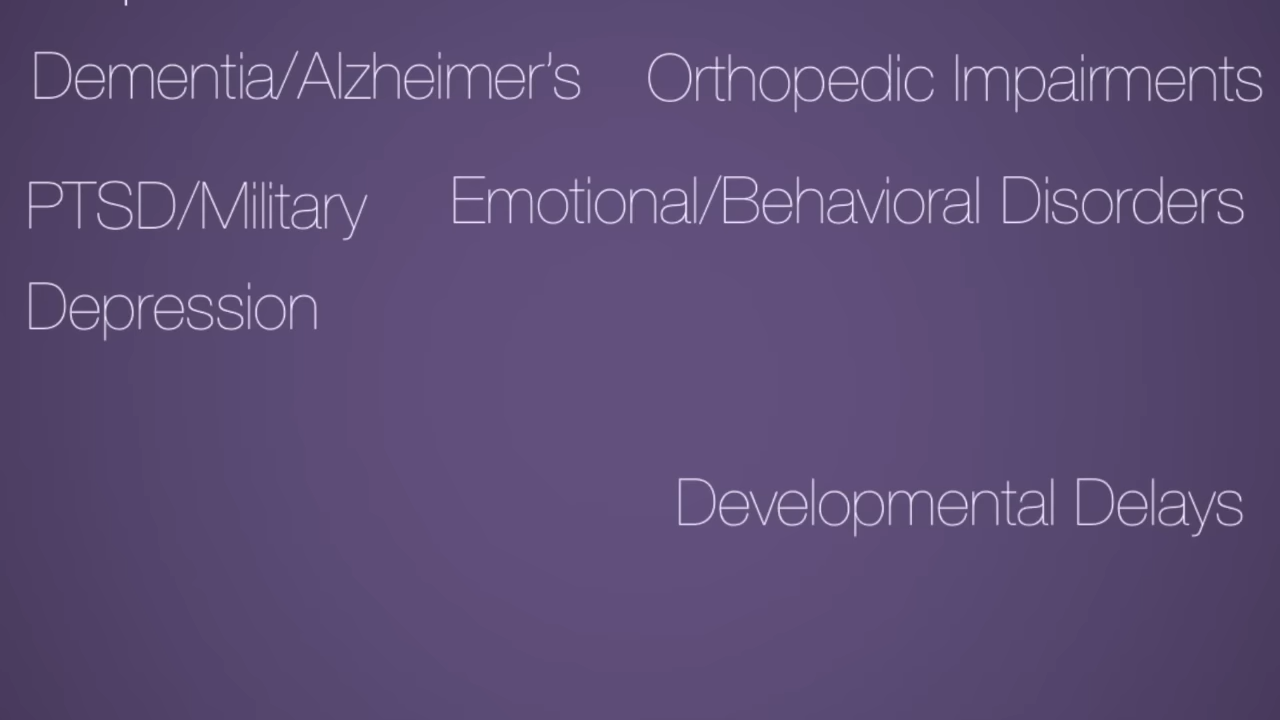 Dementia/Alzheimer's
Orthopedic Impairments
PTSD/Military
Emotional/Behavioral Disorders
Depression
Developmental Delays